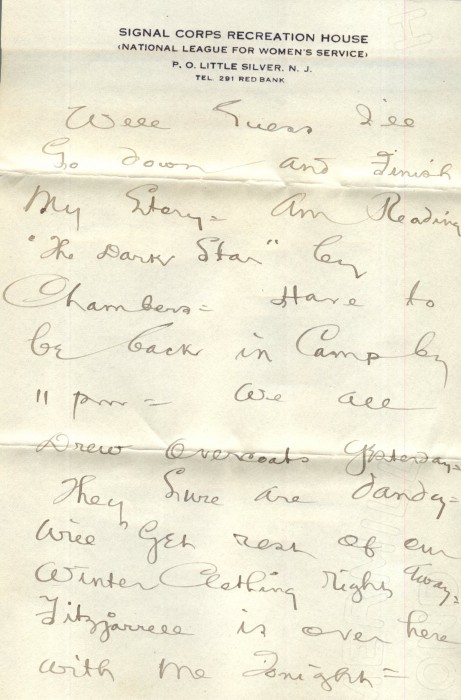 SIGNAL CORPS RECREATION HOUSE
(NATIONAL LEAGUE FOR WOMEN'S SERVICE)
P. O. LITTLE SILVER, N. J.
TEL. 291 RED BANK
Well Guess I'll
Go down and Finish
My Story= Am Reading
"The Dark Star" by
Chambers= Have to
be back in Camp by
11 pm= We all
Drew Overcoats Yesterday=
They Sure are dandy=
Will Get rest of our
Winter Clothing right away=
Fitzjarrell is over here
with me Tonight=